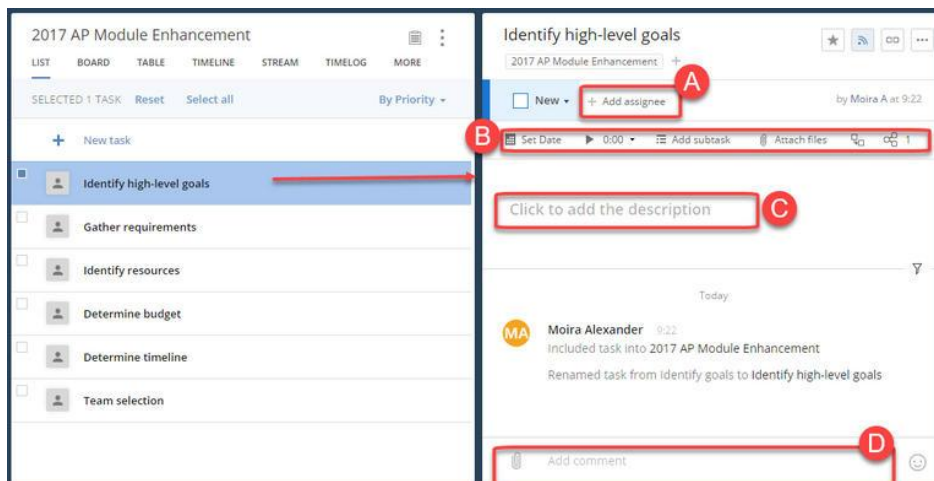 2017 AP Module Enhancement
LIST BOARD TABLE TIMELINE STREAM TIMELOG MORE
SELECTED 1 TASK Reset Select all By Priority
New task
Identify high-level goals
Gather requirements
Identify resources
Determine budget
Determine timeline
Team selection
Identify high-level goals
2017 AP Module Enhancement +
A
New + Add assignee by Moira A at 9:22
B
Set Date 0:00 Add subtask Attach files 1
Click to add the description
C
Today
MA
Moira Alexander 9:22
Included task into 2017 AP Module Enhancement
Renamed task from Identify goals to Identify high-level goals
D
Add comment